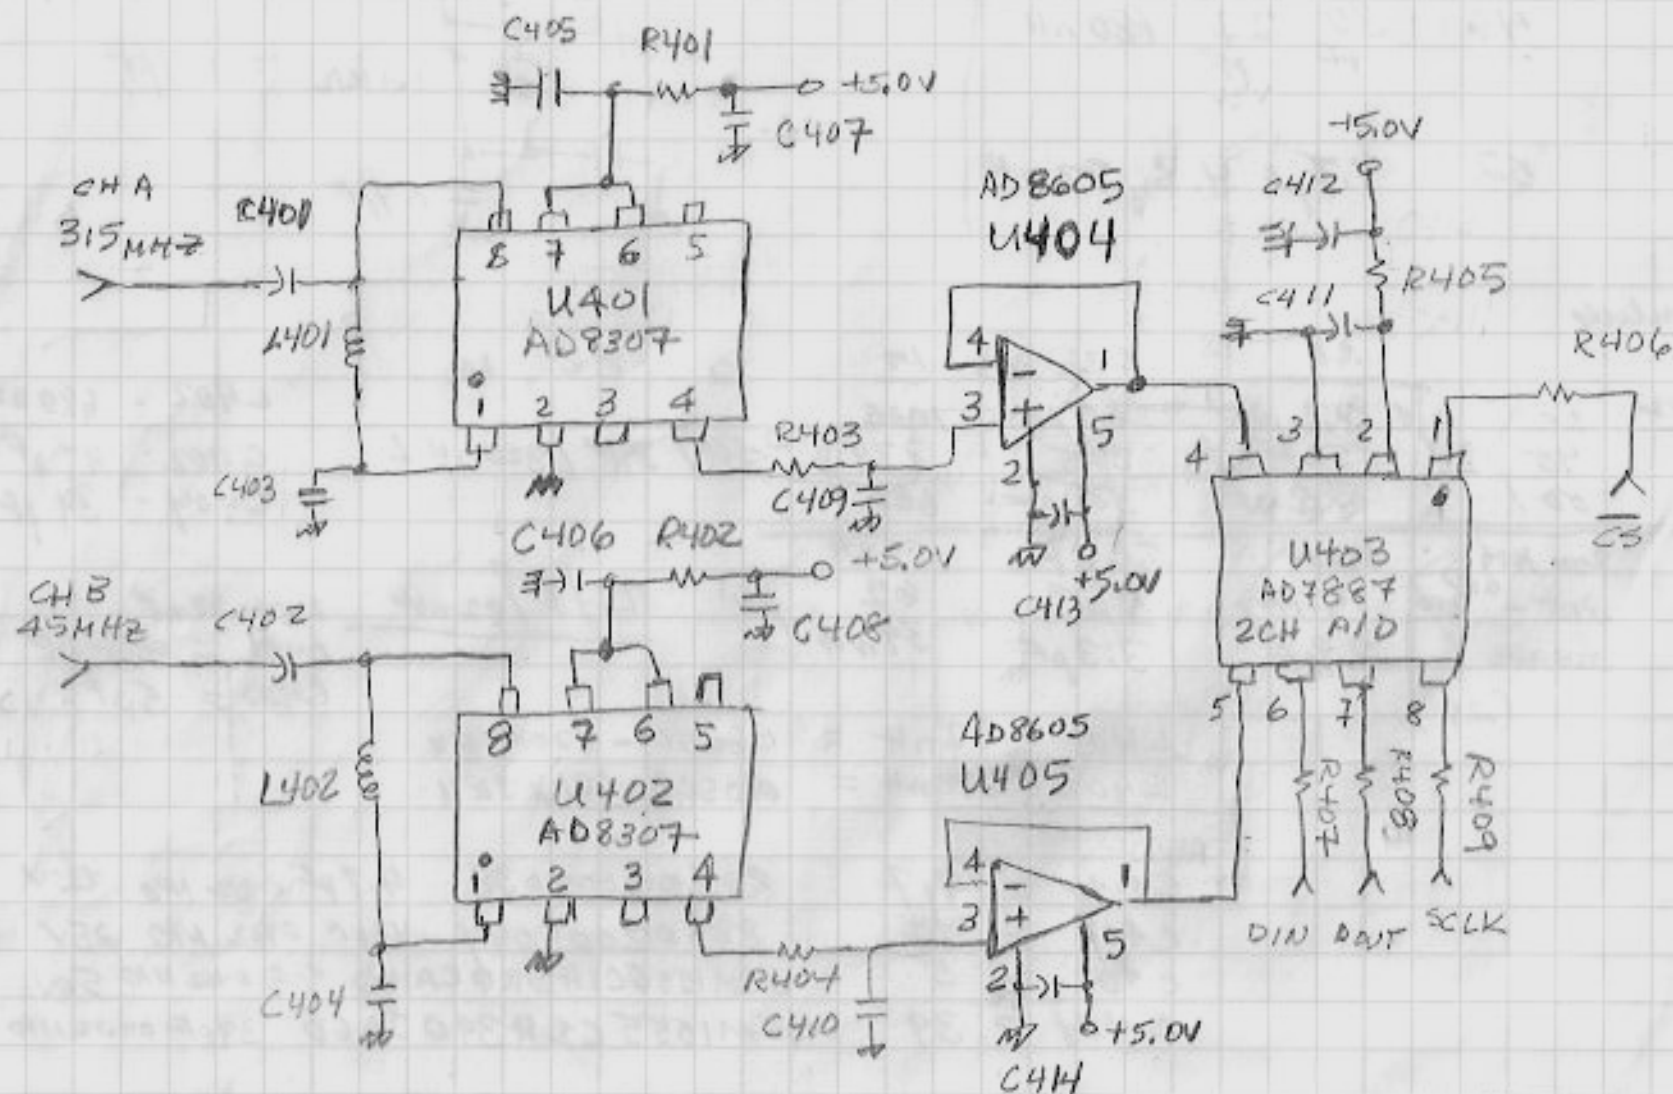 C405
R401
+5.0V
C407
CH A
315MHZ
C401
L401
C403
8 7 6 5
U401
AD8307
1 2 3 4
R403
C409
AD8605
U404
4
3
1
2
5
C413
+5.0V
+5.0V
C412
R405
C411
R406
CS
4 3 2 1
U403
AD7887
2CH A/D
5 6 7 8
R407
R408
R409
DIN
DOUT
SCLK
C406
R402
+5.0V
C408
CH B
45MHZ
C402
L402
C404
8 7 6 5
U402
AD8307
1 2 3 4
R404
C410
AD8605
U405
4
3
1
2
5
+5.0V
C414